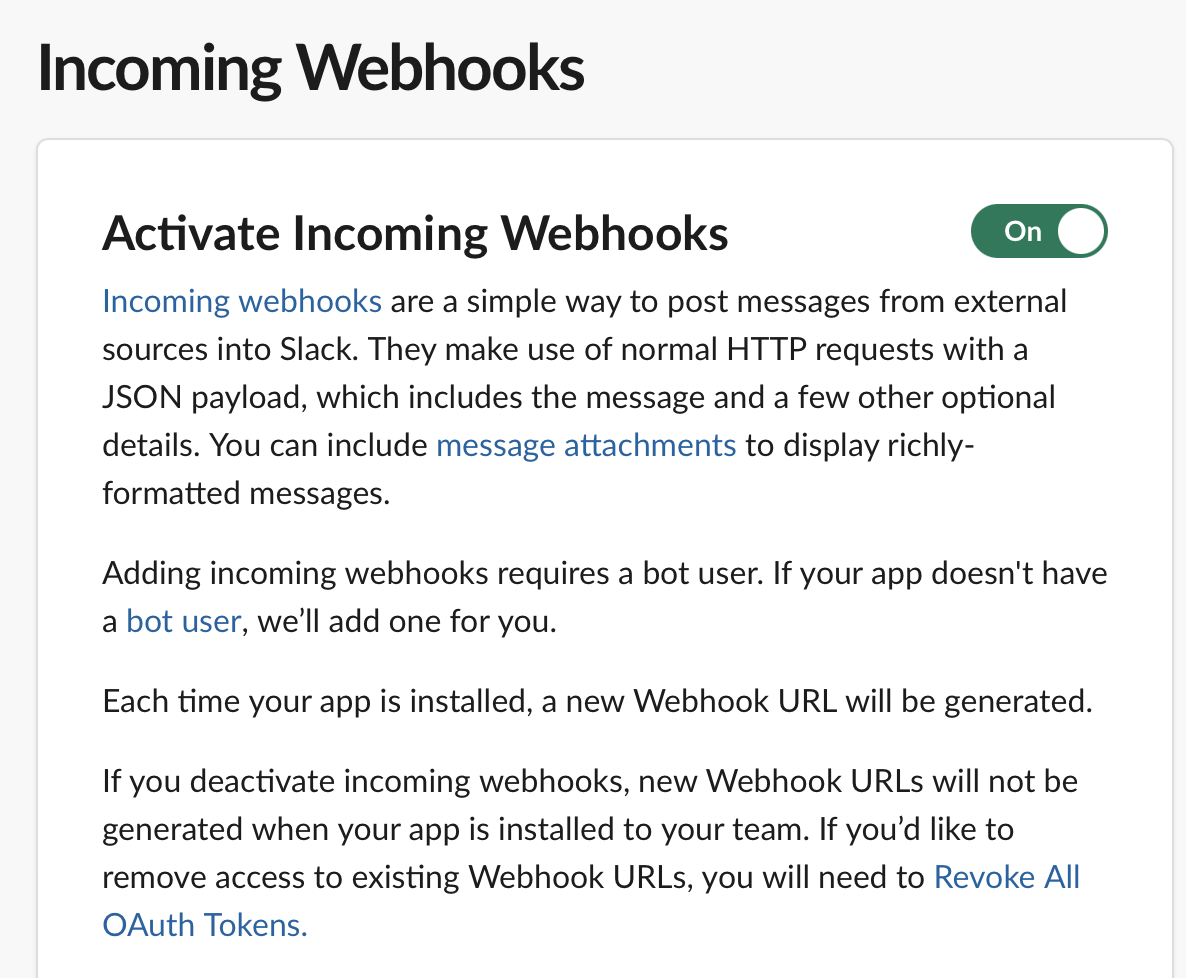 Incoming Webhooks
Activate Incoming Webhooks
On
Incoming webhooks are a simple way to post messages from external
sources into Slack. They make use of normal HTTP requests with a
JSON payload, which includes the message and a few other optional
details. You can include message attachments to display richly-
formatted messages.
Adding incoming webhooks requires a bot user. If your app doesn't have
a bot user, we’ll add one for you.
Each time your app is installed, a new Webhook URL will be generated.
If you deactivate incoming webhooks, new Webhook URLs will not be
generated when your app is installed to your team. If you’d like to
remove access to existing Webhook URLs, you will need to Revoke All
OAuth Tokens.